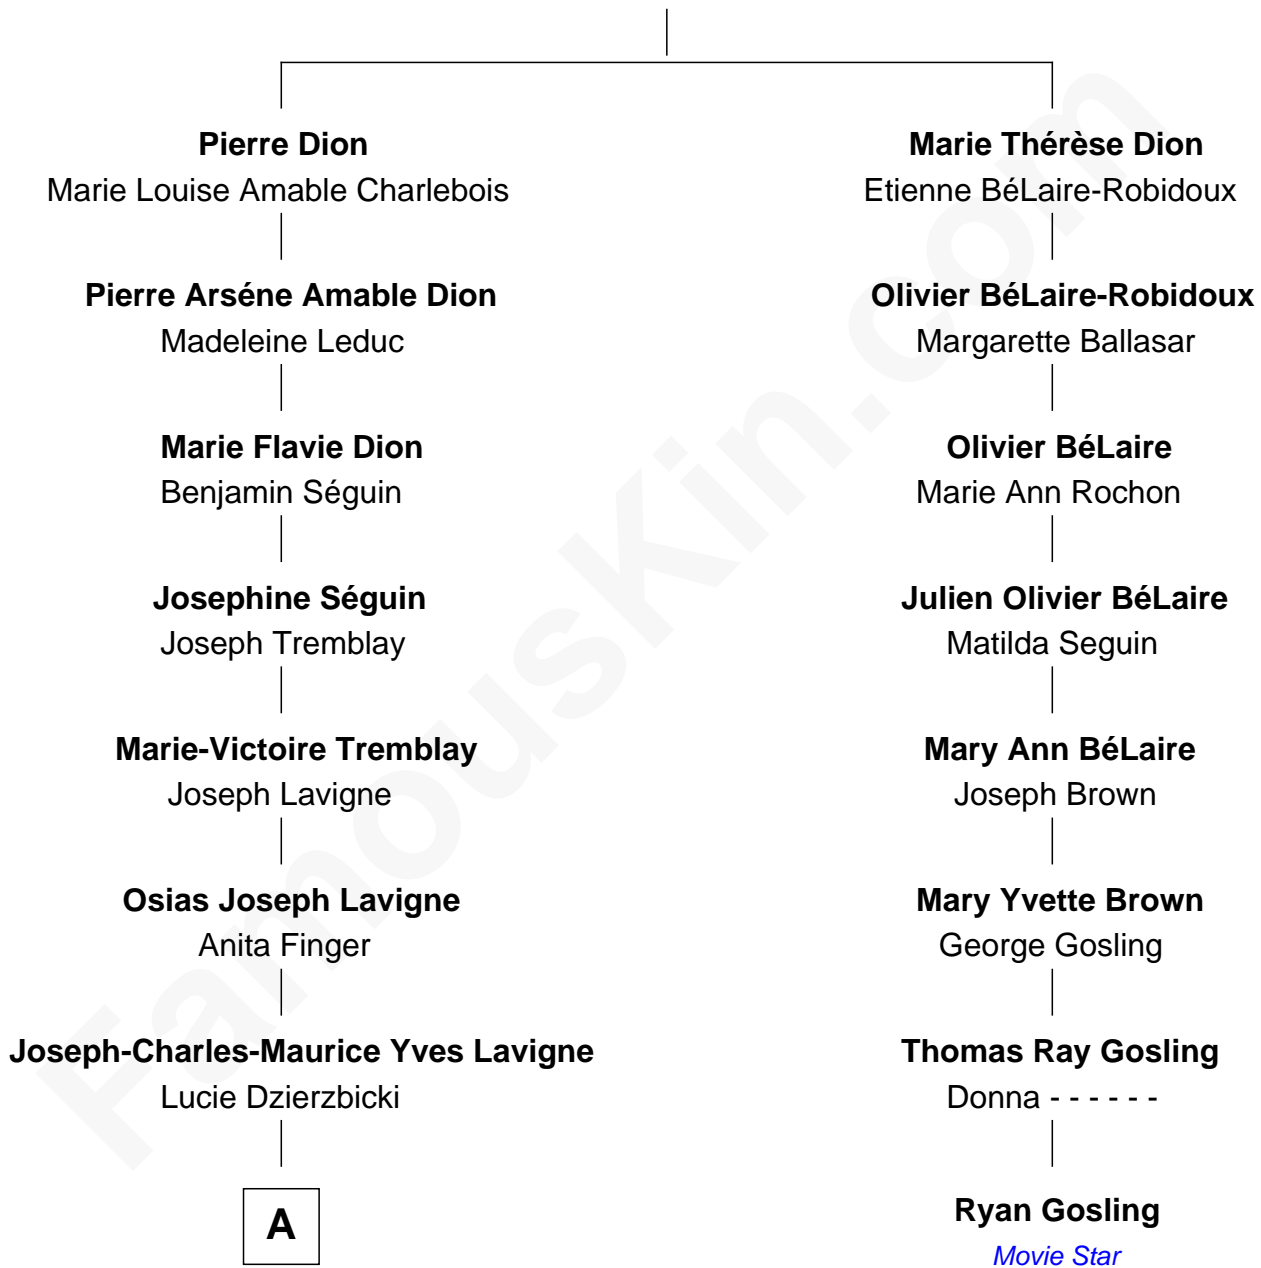 Pierre Dion
Marie Louise Amable Charlebois
Pierre Arséne Amable Dion
Madeleine Leduc
Marie Flavie Dion
Benjamin Séguin
Josephine Séguin
Joseph Tremblay
Marie-Victoire Tremblay
Joseph Lavigne
Osias Joseph Lavigne
Anita Finger
Joseph-Charles-Maurice Yves Lavigne
Lucie Dzierzbicki
A
Marie Thérèse Dion
Etienne BéLaire-Robidoux
Olivier BéLaire-Robidoux
Margarette Ballasar
Olivier BéLaire
Marie Ann Rochon
Julien Olivier BéLaire
Matilda Seguin
Mary Ann BéLaire
Joseph Brown
Mary Yvette Brown
George Gosling
Thomas Ray Gosling
Donna - - - - - -
Ryan Gosling
Movie Star
FamousKin.com